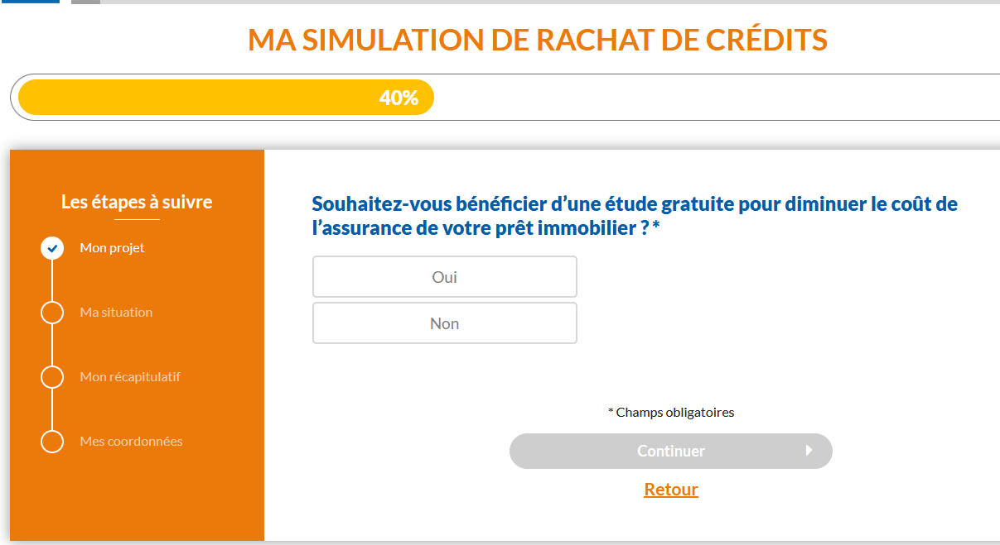 MA SIMULATION DE RACHAT DE CRÉDITS
40%
Les étapes à suivre
Mon projet
Ma situation
Mon récapitulatif
Mes coordonnées
Souhaitez-vous bénéficier d’une étude gratuite pour diminuer le coût de
l’assurance de votre prêt immobilier ? *
Oui
Non
* Champs obligatoires
Continuer
Retour